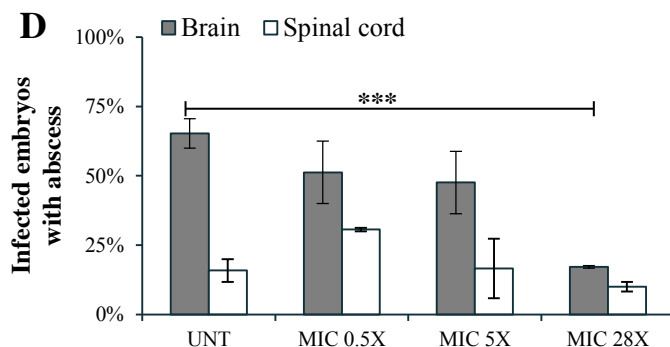 D
Brain Spinal cord
100%
75%
50%
25%
0%
***
Infected embryos
with abscess
UNT MIC 0.5X MIC 5X MIC 28X